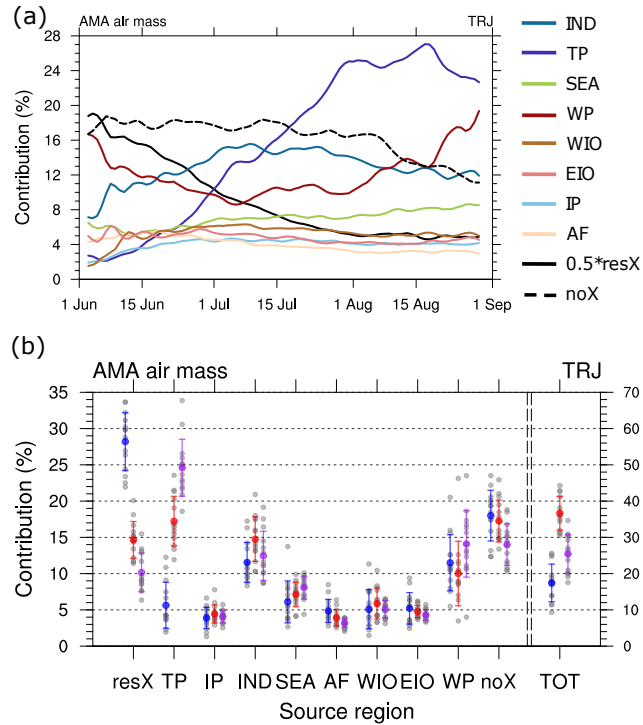 (a)
AMA air mass TRJ
Contribution (%)
28
24
20
16
12
8
4
0
1 Jun 15 Jun 1 Jul 15 Jul 1 Aug 15 Aug 1 Sep
IND
TP
SEA
WP
WIO
EIO
IP
AF
0.5*resX
noX
(b)
AMA air mass TRJ
Contribution (%)
35 70
30 60
25 50
20 40
15 30
10 20
5 10
0 0
resX TP IP IND SEA AF WIO EIO WP noX TOT
Source region